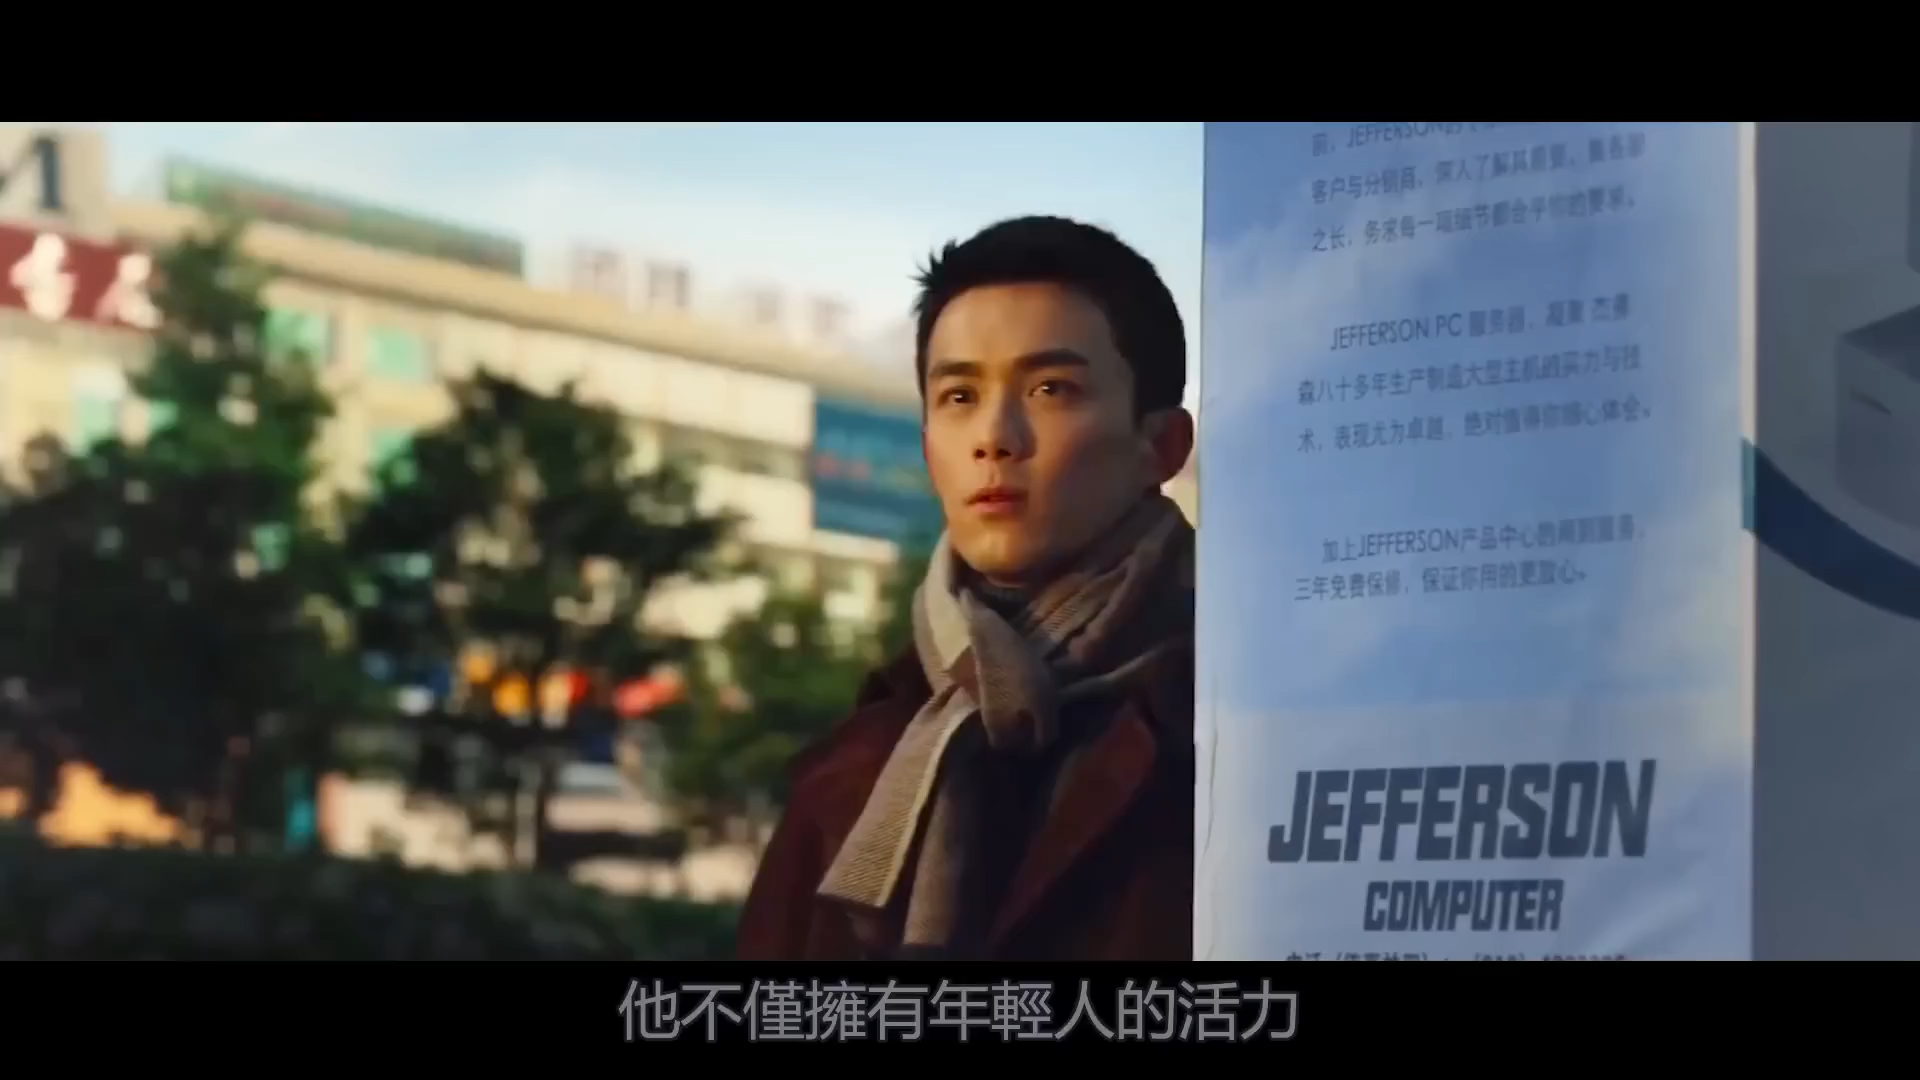 客户与分销商，深入了解其需要，集各部
之长，务求每一项细节都合乎你的要求。
JEFFERSON PC 服务器，凝聚 杰佛
森八十多年生产制造大型主机的实力与技
术，表现尤为卓越，绝对值得你细心体会。
加上JEFFERSON产品中心的周到服务，
三年免费保修，保证你用的更放心。
JEFFERSON
COMPUTER
他不僅擁有年輕人的活力